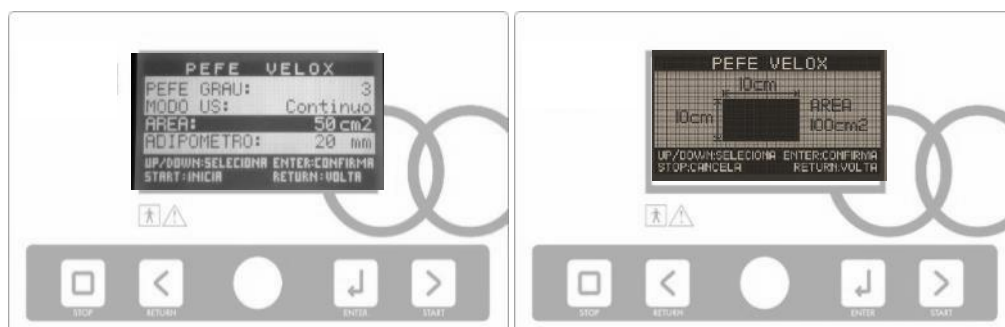 PEFE VELOX
PEFE GRAU: 3
MODO US: Continuo
AREA: 50 cm2
ADIPOMETRO: 20 mm
UP/DOWN:SELECIONA ENTER:CONFIRMA
START:INICIA RETURN:VOLTA
STOP
RETURN
ENTER
START
PEFE VELOX
10cm
10cm
AREA
100cm2
UP/DOWN:SELECIONA ENTER:CONFIRMA
STOP:CANCELA RETURN:VOLTA
STOP
RETURN
ENTER
START